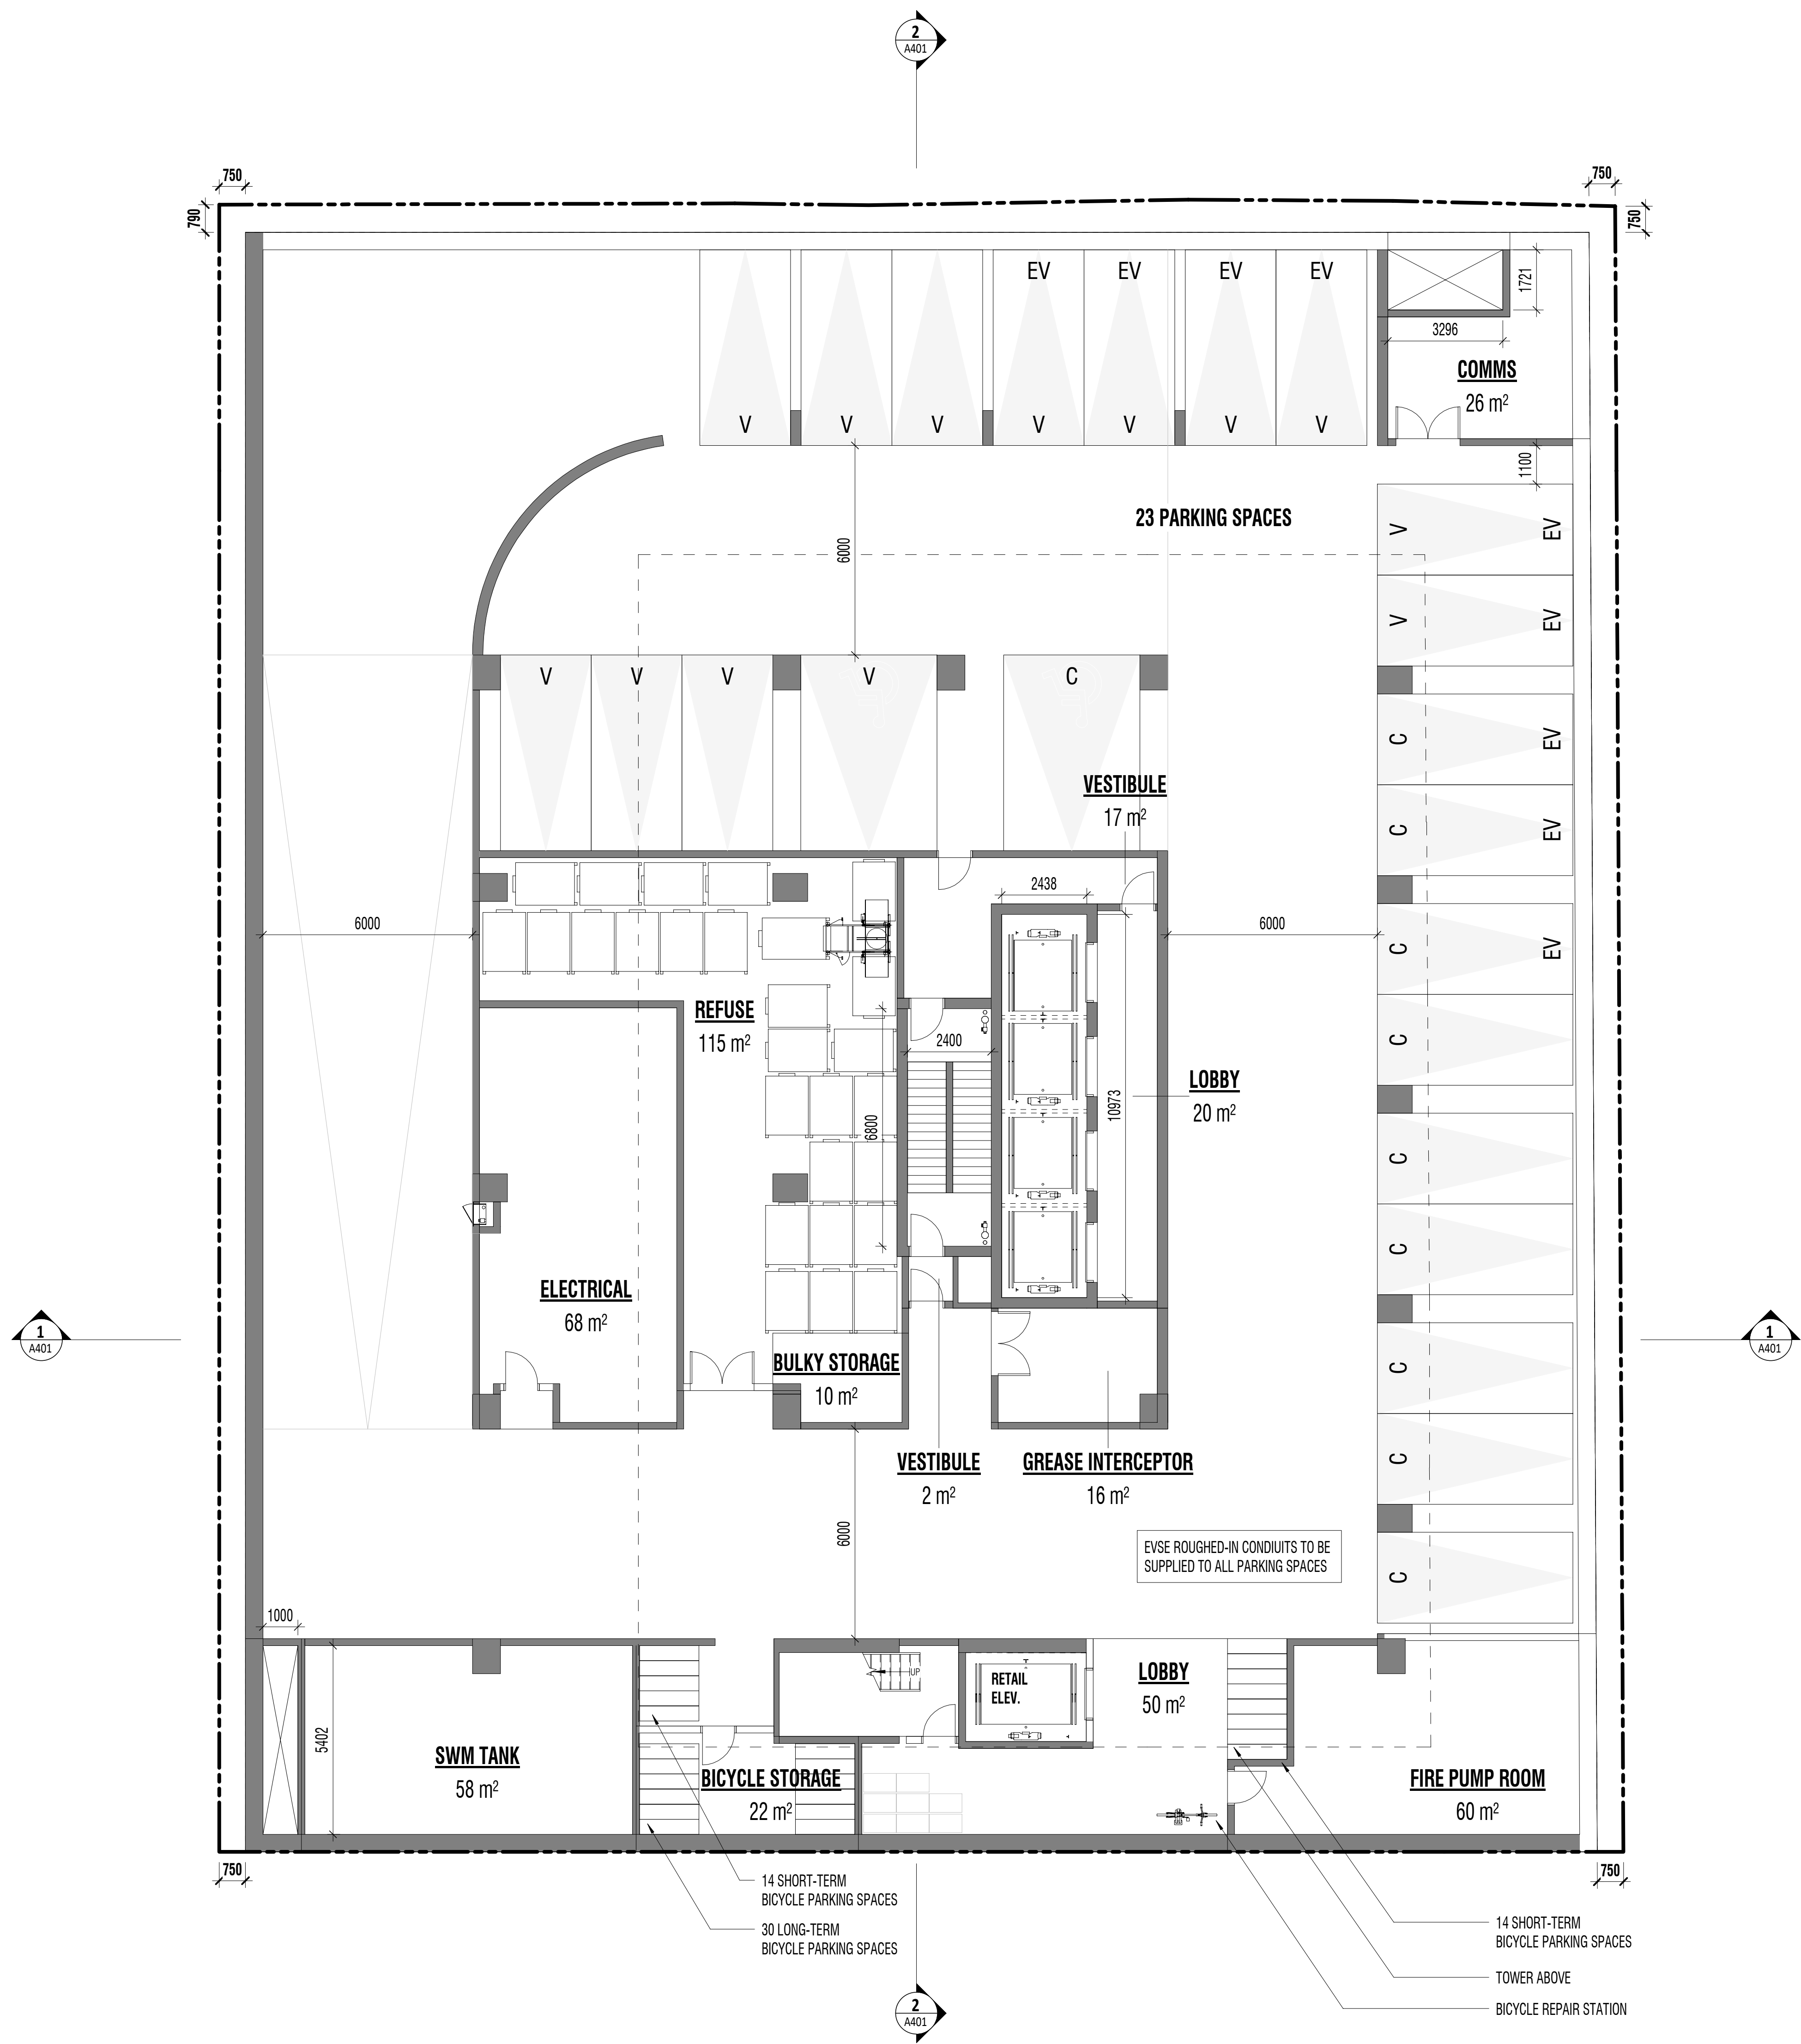 2
A401
750
750
790
750
EV
EV
EV
EV
1721
3296
COMMS
26 m²
V
V
V
V
V
V
V
1100
23 PARKING SPACES
V
EV
6000
V
EV
V
V
V
V
C
C
EV
VESTIBULE
17 m²
C
EV
2438
6000
6000
C
EV
REFUSE
115 m²
2400
C
LOBBY
20 m²
10973
6800
C
C
ELECTRICAL
68 m²
1
A401
1
A401
BULKY STORAGE
10 m²
C
VESTIBULE
2 m²
GREASE INTERCEPTOR
16 m²
C
6000
EVSE ROUGHED-IN CONDIUITS TO BE
SUPPLIED TO ALL PARKING SPACES
C
1000
UP
RETAIL
ELEV.
LOBBY
50 m²
5402
SWM TANK
58 m²
BICYCLE STORAGE
22 m²
FIRE PUMP ROOM
60 m²
750
750
14 SHORT-TERM
BICYCLE PARKING SPACES
30 LONG-TERM
BICYCLE PARKING SPACES
14 SHORT-TERM
BICYCLE PARKING SPACES
TOWER ABOVE
BICYCLE REPAIR STATION
2
A401